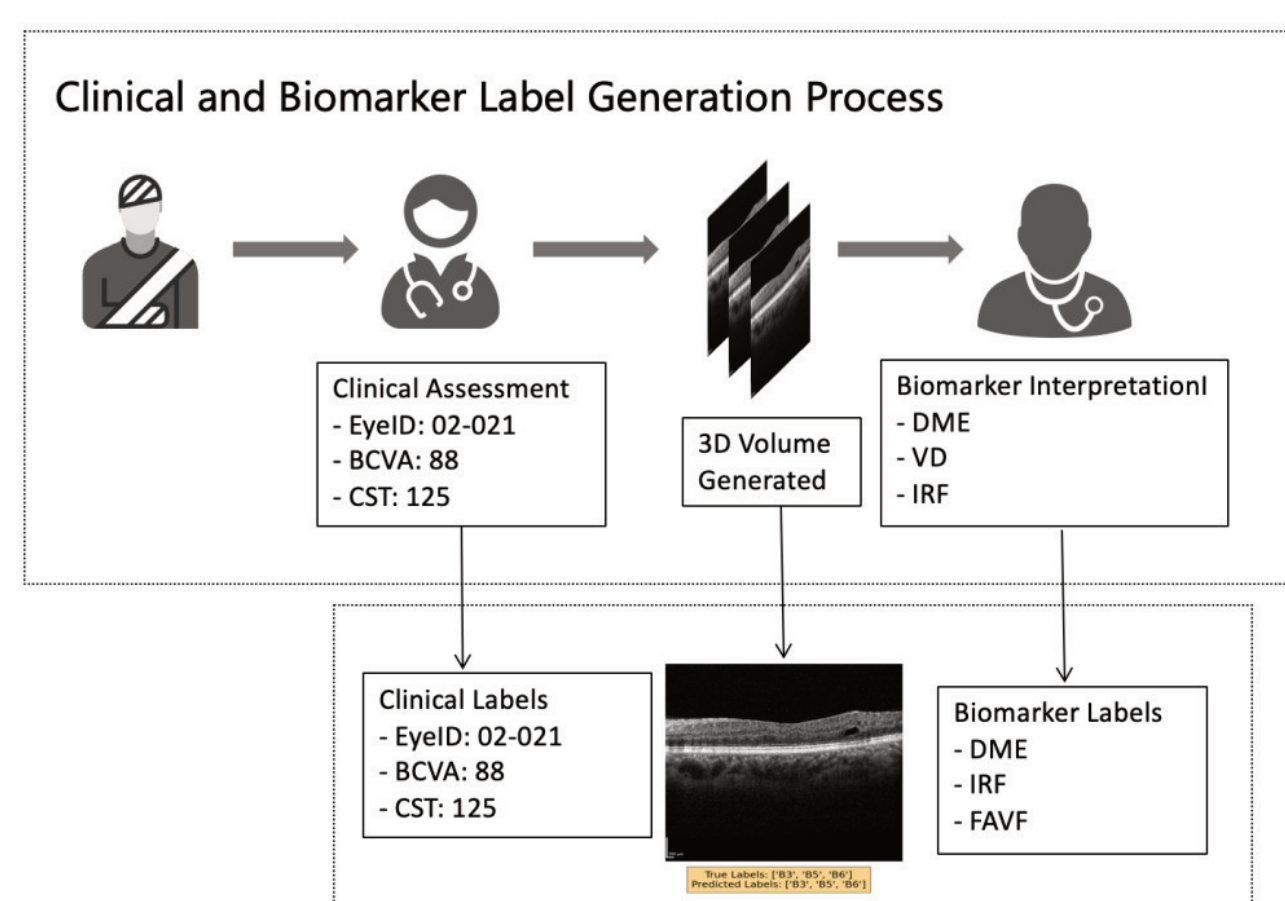 Clinical and Biomarker Label Generation Process
Clinical Assessment
- EyeID: 02-021
- BCVA: 88
- CST: 125
3D Volume
Generated
Biomarker InterpretationI
- DME
- VD
- IRF
Clinical Labels
- EyeID: 02-021
- BCVA: 88
- CST: 125
True Labels: ['B3', 'B5', 'B6']
Predicted Labels: ['B3', 'B5', 'B6']
Biomarker Labels
- DME
- IRF
- FAVF